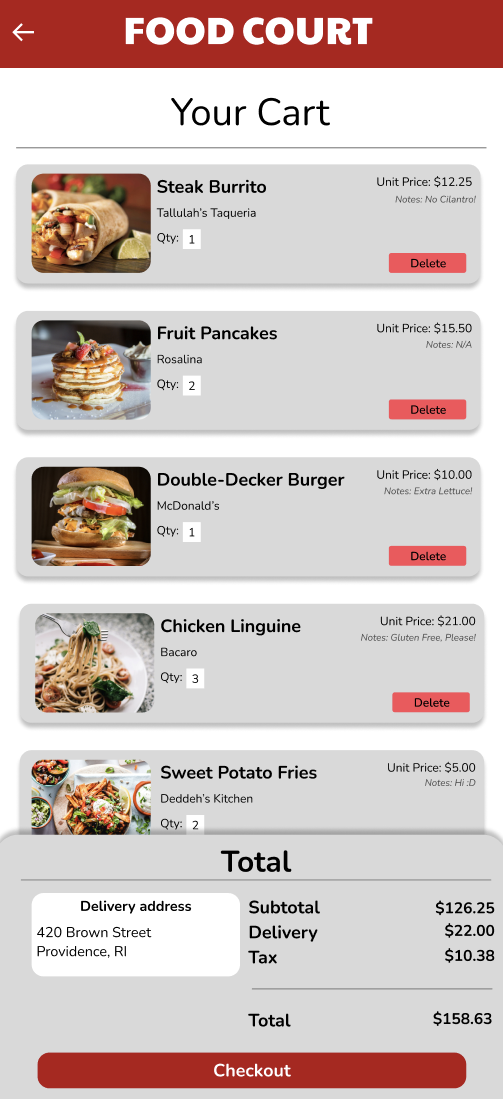 FOOD COURT
Your Cart
Steak Burrito
Unit Price: $12.25
Tallulah's Taqueria
Notes: No Cilantro!
Qty: 1
Delete
Fruit Pancakes
Unit Price: $15.50
Rosalina
Notes: N/A
Qty: 2
Delete
Double-Decker Burger
Unit Price: $10.00
McDonald's
Notes: Extra Lettuce!
Qty: 1
Delete
Chicken Linguine
Unit Price: $21.00
Bacaro
Notes: Gluten Free, Please!
Qty: 3
Delete
Sweet Potato Fries
Unit Price: $5.00
Deddeh's Kitchen
Notes: Hi :D
Qty: 2
Total
Delivery address
420 Brown Street
Providence, RI
Subtotal $126.25
Delivery $22.00
Tax $10.38
Total $158.63
Checkout